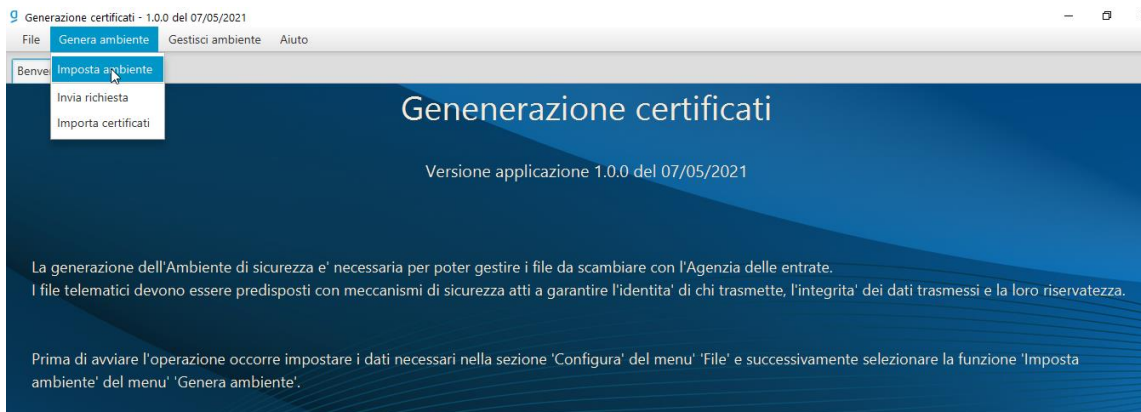 Generazione certificati - 1.0.0 del 07/05/2021
File Genera ambiente Gestisci ambiente Aiuto
Imposta ambiente
Invia richiesta
Importa certificati
Genenerazione certificati
Versione applicazione 1.0.0 del 07/05/2021
La generazione dell'Ambiente di sicurezza e' necessaria per poter gestire i file da scambiare con l'Agenzia delle entrate.
I file telematici devono essere predisposti con meccanismi di sicurezza atti a garantire l'identita' di chi trasmette, l'integrita' dei dati trasmessi e la loro riservatezza.
Prima di avviare l'operazione occorre impostare i dati necessari nella sezione 'Configura' del menu' 'File' e successivamente selezionare la funzione 'Imposta
ambiente' del menu' 'Genera ambiente'.